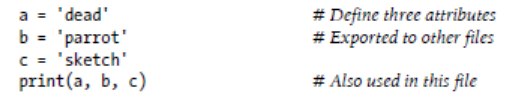 a = 'dead' # Define three attributes
b = 'parrot' # Exported to other files
c = 'sketch'
print(a, b, c) # Also used in this file